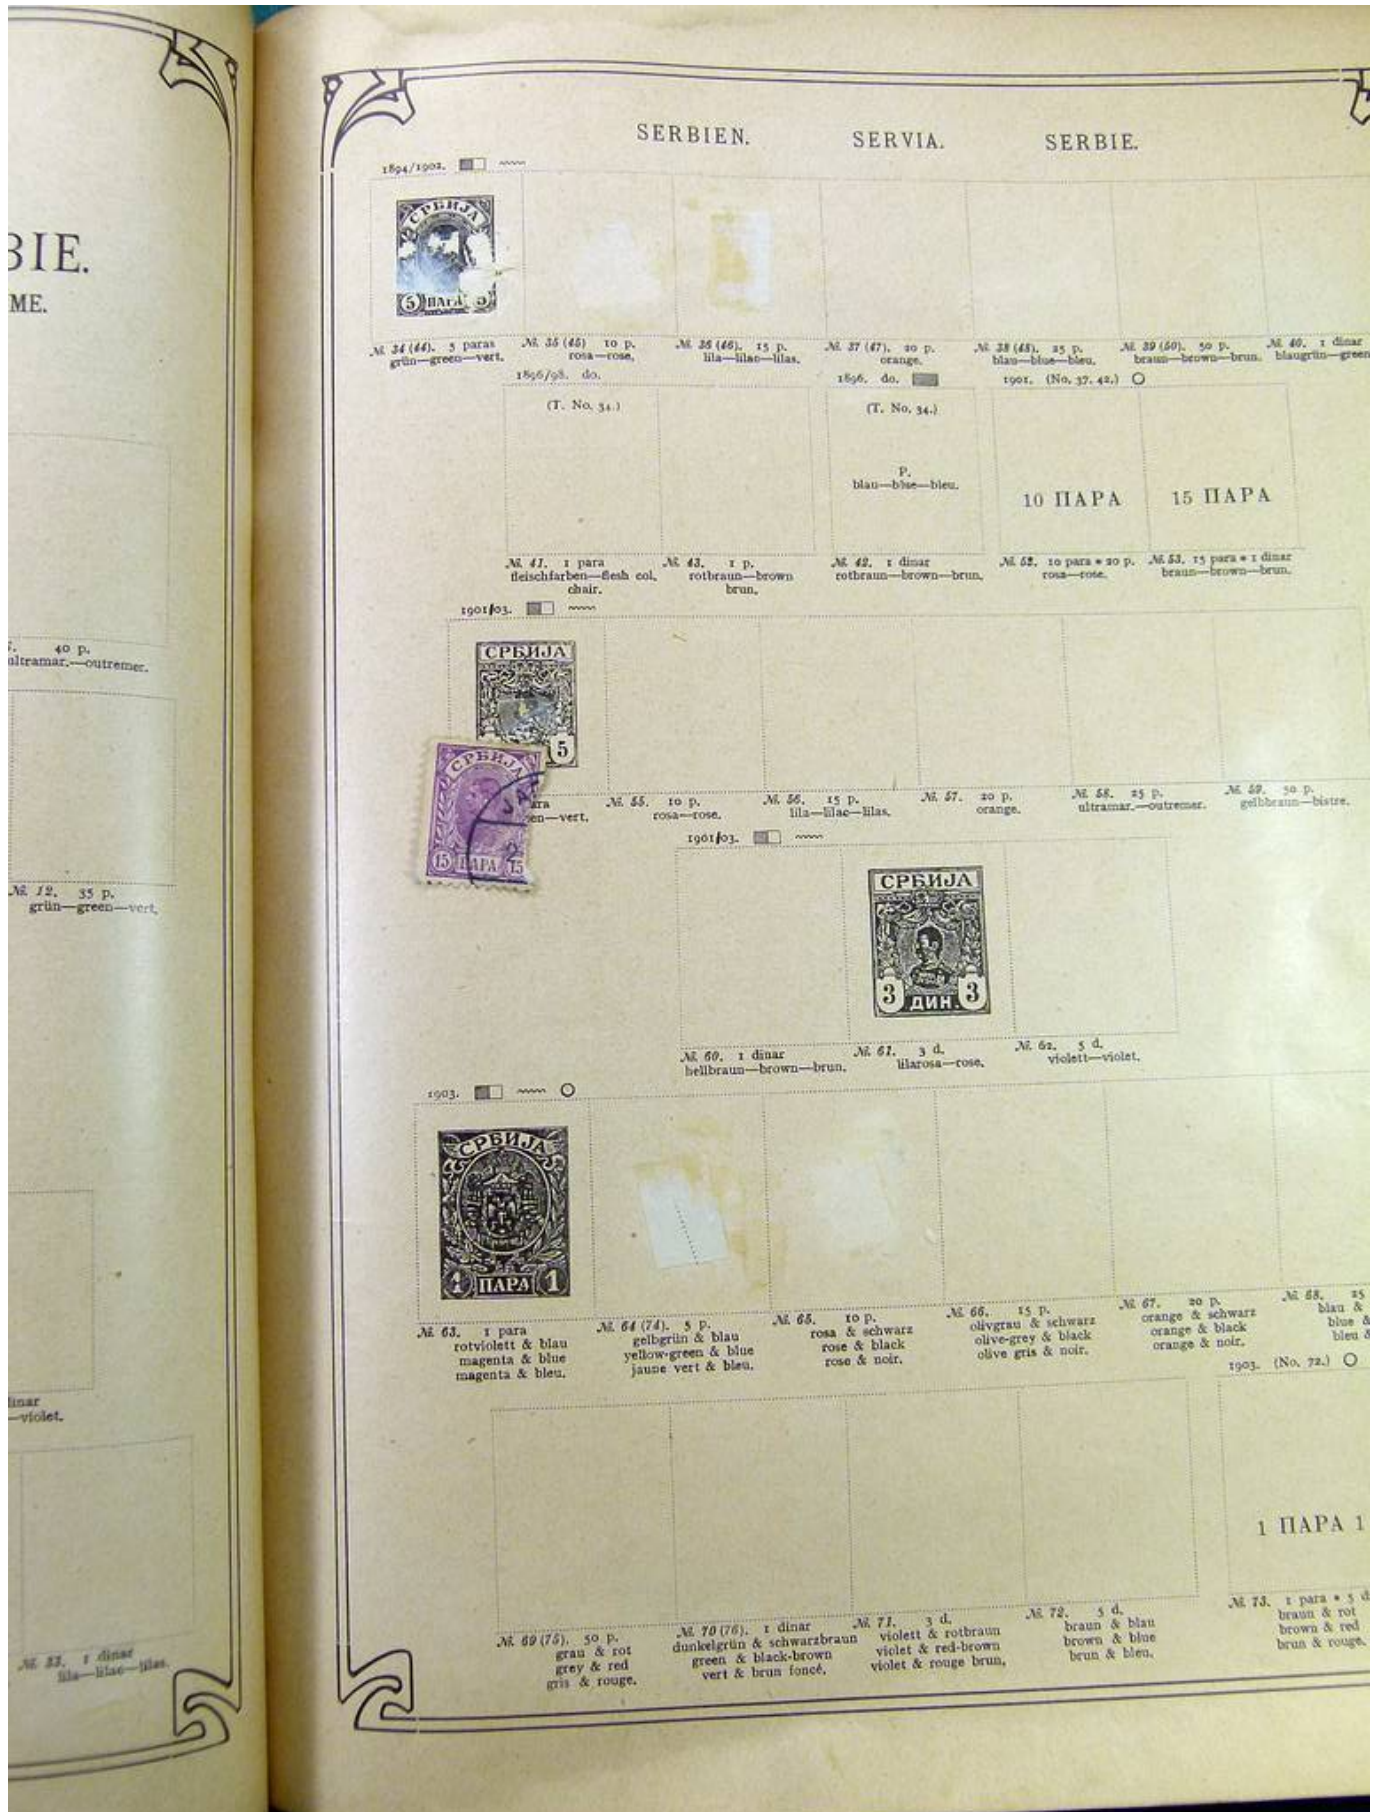 BIE.
ME.
40 p.
ultramar.—outremer.
№. 12. 35 p.
grün—green—vert.
dinar
—violet.
№. 33. 1 dinar
lila—lilac—lilas.
SERBIEN. SERVIA. SERBIE.
1894/1902.
СРБИЈА
5 ПАРА 5
№. 34 (44). 5 paras
grün—green—vert.
№. 35 (45) 10 p.
rosa—rose.
№. 36 (46). 15 p.
lila—lilac—lilas.
№. 37 (47). 20 p.
orange.
№. 38 (48). 25 p.
blau—blue—bleu.
№. 39 (50). 50 p.
braun—brown—brun.
№. 40. 1 dinar
blaugrün—green
1896/98. do.
1896. do.
1901. (No. 37. 42.)
(T. No. 34.)
(T. No. 34.)
P.
blau—blue—bleu.
10 ПАРА
15 ПАРА
№. 41. 1 para
fleischfarben—flesh col.
chair.
№. 43. 1 p.
rotbraun—brown
brun.
№. 42. 1 dinar
rotbraun—brown—brun.
№. 52. 10 para * 20 p.
rosa—rose.
№. 53. 15 para * 1 dinar
braun—brown—brun.
1901/03.
СРБИЈА
5
СРБИЈА
JA
2
15 ПАРА 15
ara
en—vert.
№. 55. 10 p.
rosa—rose.
№. 56. 15 p.
lila—lilac—lilas.
№. 57. 20 p.
orange.
№. 58. 25 p.
ultramar.—outremer.
№. 59. 50 p.
gelbbraun—bistre.
1901/03.
СРБИЈА
3 ДИН. 3
№. 60. 1 dinar
hellbraun—brown—brun.
№. 61. 3 d.
lilarosa—rose.
№. 62. 5 d.
violett—violet.
1903.
СРБИЈА
1 ПАРА 1
№. 63. 1 para
rotviolett & blau
magenta & blue
magenta & bleu.
№. 64 (74). 5 p.
gelbgrün & blau
yellow-green & blue
jaune vert & bleu.
№. 65. 10 p.
rosa & schwarz
rose & black
rose & noir.
№. 66. 15 p.
olivgrau & schwarz
olive-grey & black
olive gris & noir.
№. 67. 20 p.
orange & schwarz
orange & black
orange & noir.
№. 68. 25
blau &
blue &
bleu &
1903. (No. 72.)
1 ПАРА 1
№. 69 (75). 50 p.
grau & rot
grey & red
gris & rouge.
№. 70 (76). 1 dinar
dunkelgrün & schwarzbraun
green & black-brown
vert & brun foncé.
№. 71. 3 d.
violett & rotbraun
violet & red-brown
violet & rouge brun.
№. 72. 5 d.
braun & blau
brown & blue
brun & bleu.
№. 73. 1 para * 5 d
braun & rot
brown & red
brun & rouge.